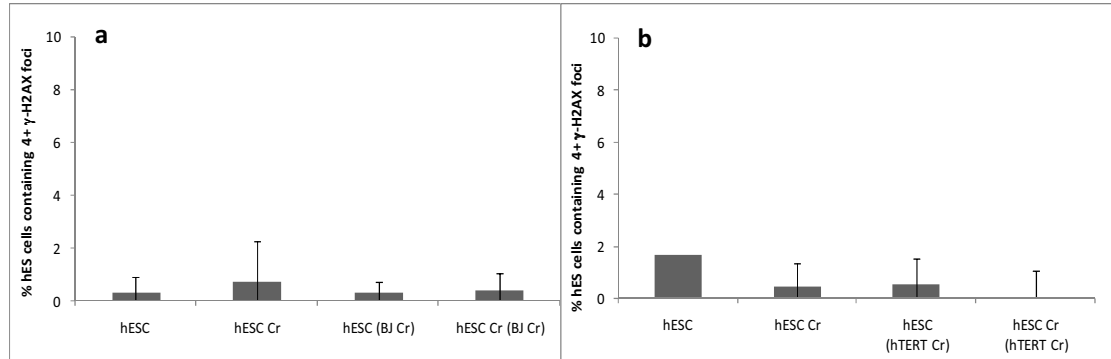 a
% hES cells containing 4+ γ-H2AX foci
10
8
6
4
2
0
hESC
hESC Cr
hESC (BJ Cr)
hESC Cr (BJ Cr)
b
% hES cells containing 4+ γ-H2AX foci
10
8
6
4
2
0
hESC
hESC Cr
hESC
(hTERT Cr)
hESC Cr
(hTERT Cr)